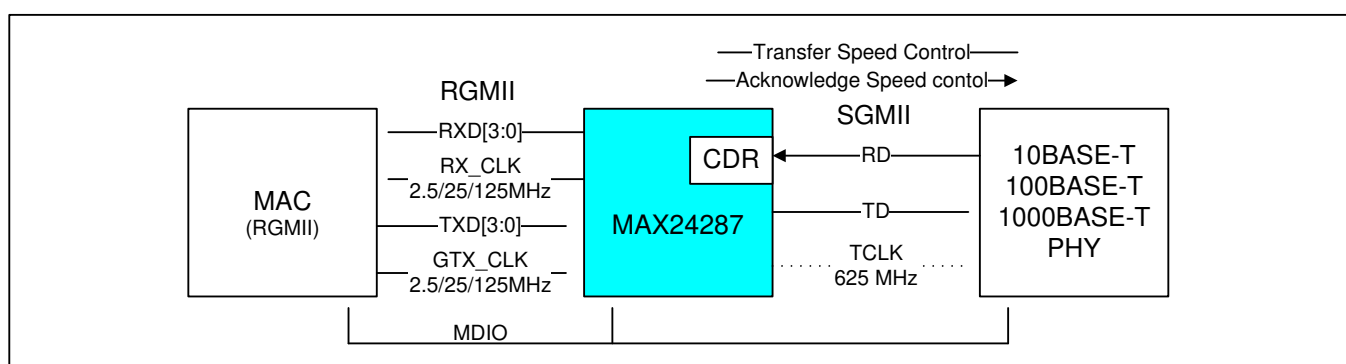 Transfer Speed Control
Acknowledge Speed contol
RGMII
SGMII
RXD[3:0]
RX_CLK
2.5/25/125MHz
TXD[3:0]
GTX_CLK
2.5/25/125MHz
MAC
(RGMII)
CDR
MAX24287
RD
TD
TCLK
625 MHz
10BASE-T
100BASE-T
1000BASE-T
PHY
MDIO